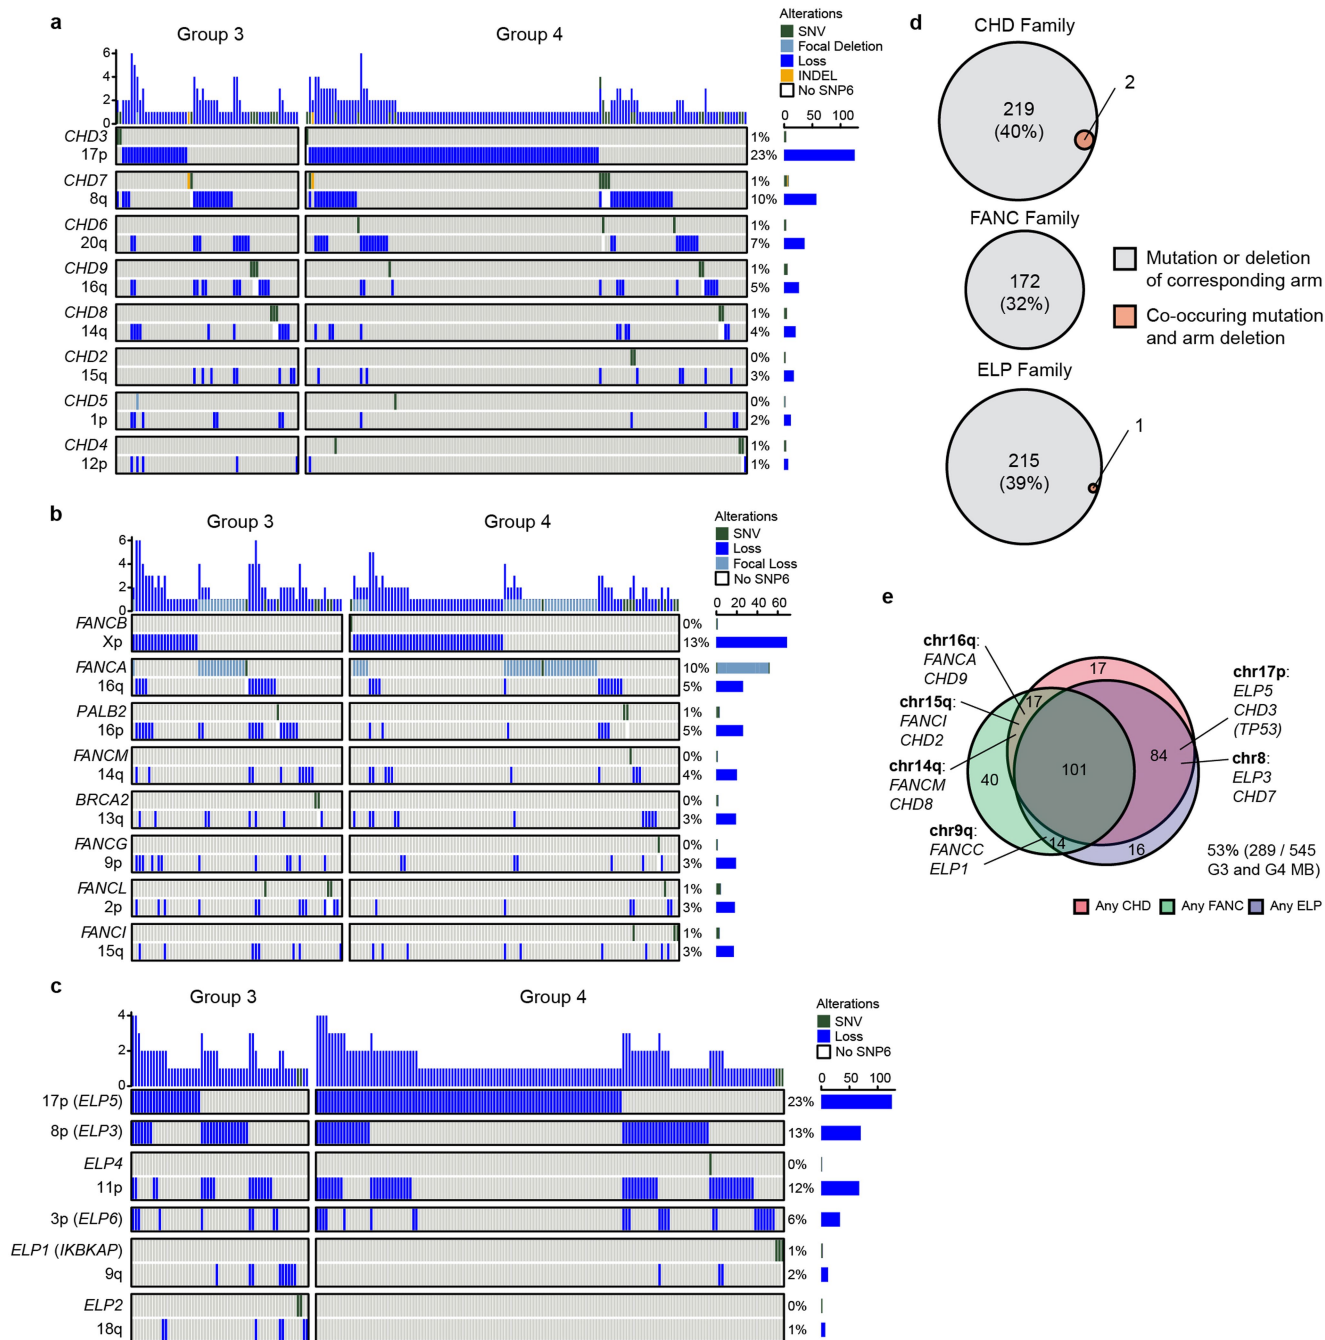 a
Group 3
Group 4
Alterations
SNV
Focal Deletion
Loss
INDEL
No SNP6
6
4
2
0
0 50 100
CHD3 1%
17p 23%
CHD7 1%
8q 10%
CHD6 1%
20q 7%
CHD9 1%
16q 5%
CHD8 1%
14q 4%
CHD2 0%
15q 3%
CHD5 0%
1p 2%
CHD4 1%
12p 1%
b
Group 3
Group 4
Alterations
SNV
Loss
Focal Loss
No SNP6
6
4
2
0
0 20 40 60
FANCB 0%
Xp 13%
FANCA 10%
16q 5%
PALB2 1%
16p 5%
FANCM 0%
14q 4%
BRCA2 0%
13q 3%
FANCG 0%
9p 3%
FANCL 1%
2p 3%
FANCI 1%
15q 3%
c
Group 3
Group 4
Alterations
SNV
Loss
No SNP6
4
2
0
0 50 100
17p (ELP5) 23%
8p (ELP3) 13%
ELP4 0%
11p 12%
3p (ELP6) 6%
ELP1 (IKBKAP) 1%
9q 2%
ELP2 0%
18q 1%
d
CHD Family
219
(40%)
2
FANC Family
172
(32%)
Mutation or deletion
of corresponding arm
Co-occuring mutation
and arm deletion
ELP Family
215
(39%)
1
e
chr16q:
FANCA
CHD9
chr15q:
FANCI
CHD2
chr14q:
FANCM
CHD8
chr9q:
FANCC
ELP1
17
17
40
101
84
14
16
chr17p:
ELP5
CHD3
(TP53)
chr8:
ELP3
CHD7
53% (289 / 545
G3 and G4 MB)
Any CHD
Any FANC
Any ELP